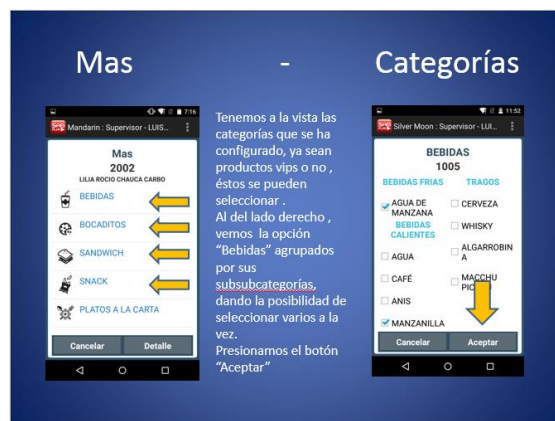 Mas - Categorías
7:16
Mandarin : Supervisor - LUIS...
Mas
2002
LILIA ROCIO CHAUCA CARBO
BEBIDAS
BOCADITOS
SANDWICH
SNACK
PLATOS A LA CARTA
Cancelar Detalle
Tenemos a la vista las
categorías que se ha
configurado, ya sean
productos vips o no ,
éstos se pueden
seleccionar .
Al del lado derecho ,
vemos la opción
“Bebidas” agrupados
por sus
subsubcategorías,
dando la posibilidad de
seleccionar varios a la
vez.
Presionamos el botón
“Aceptar”
11:52
Silver Moon : Supervisor - LUI...
BEBIDAS
1005
BEBIDAS FRIAS TRAGOS
AGUA DE
MANZANA
CERVEZA
BEBIDAS
CALIENTES
WHISKY
AGUA
ALGARROBIN
A
CAFÉ
MACCHU
ANIS
MANZANILLA
Cancelar Aceptar